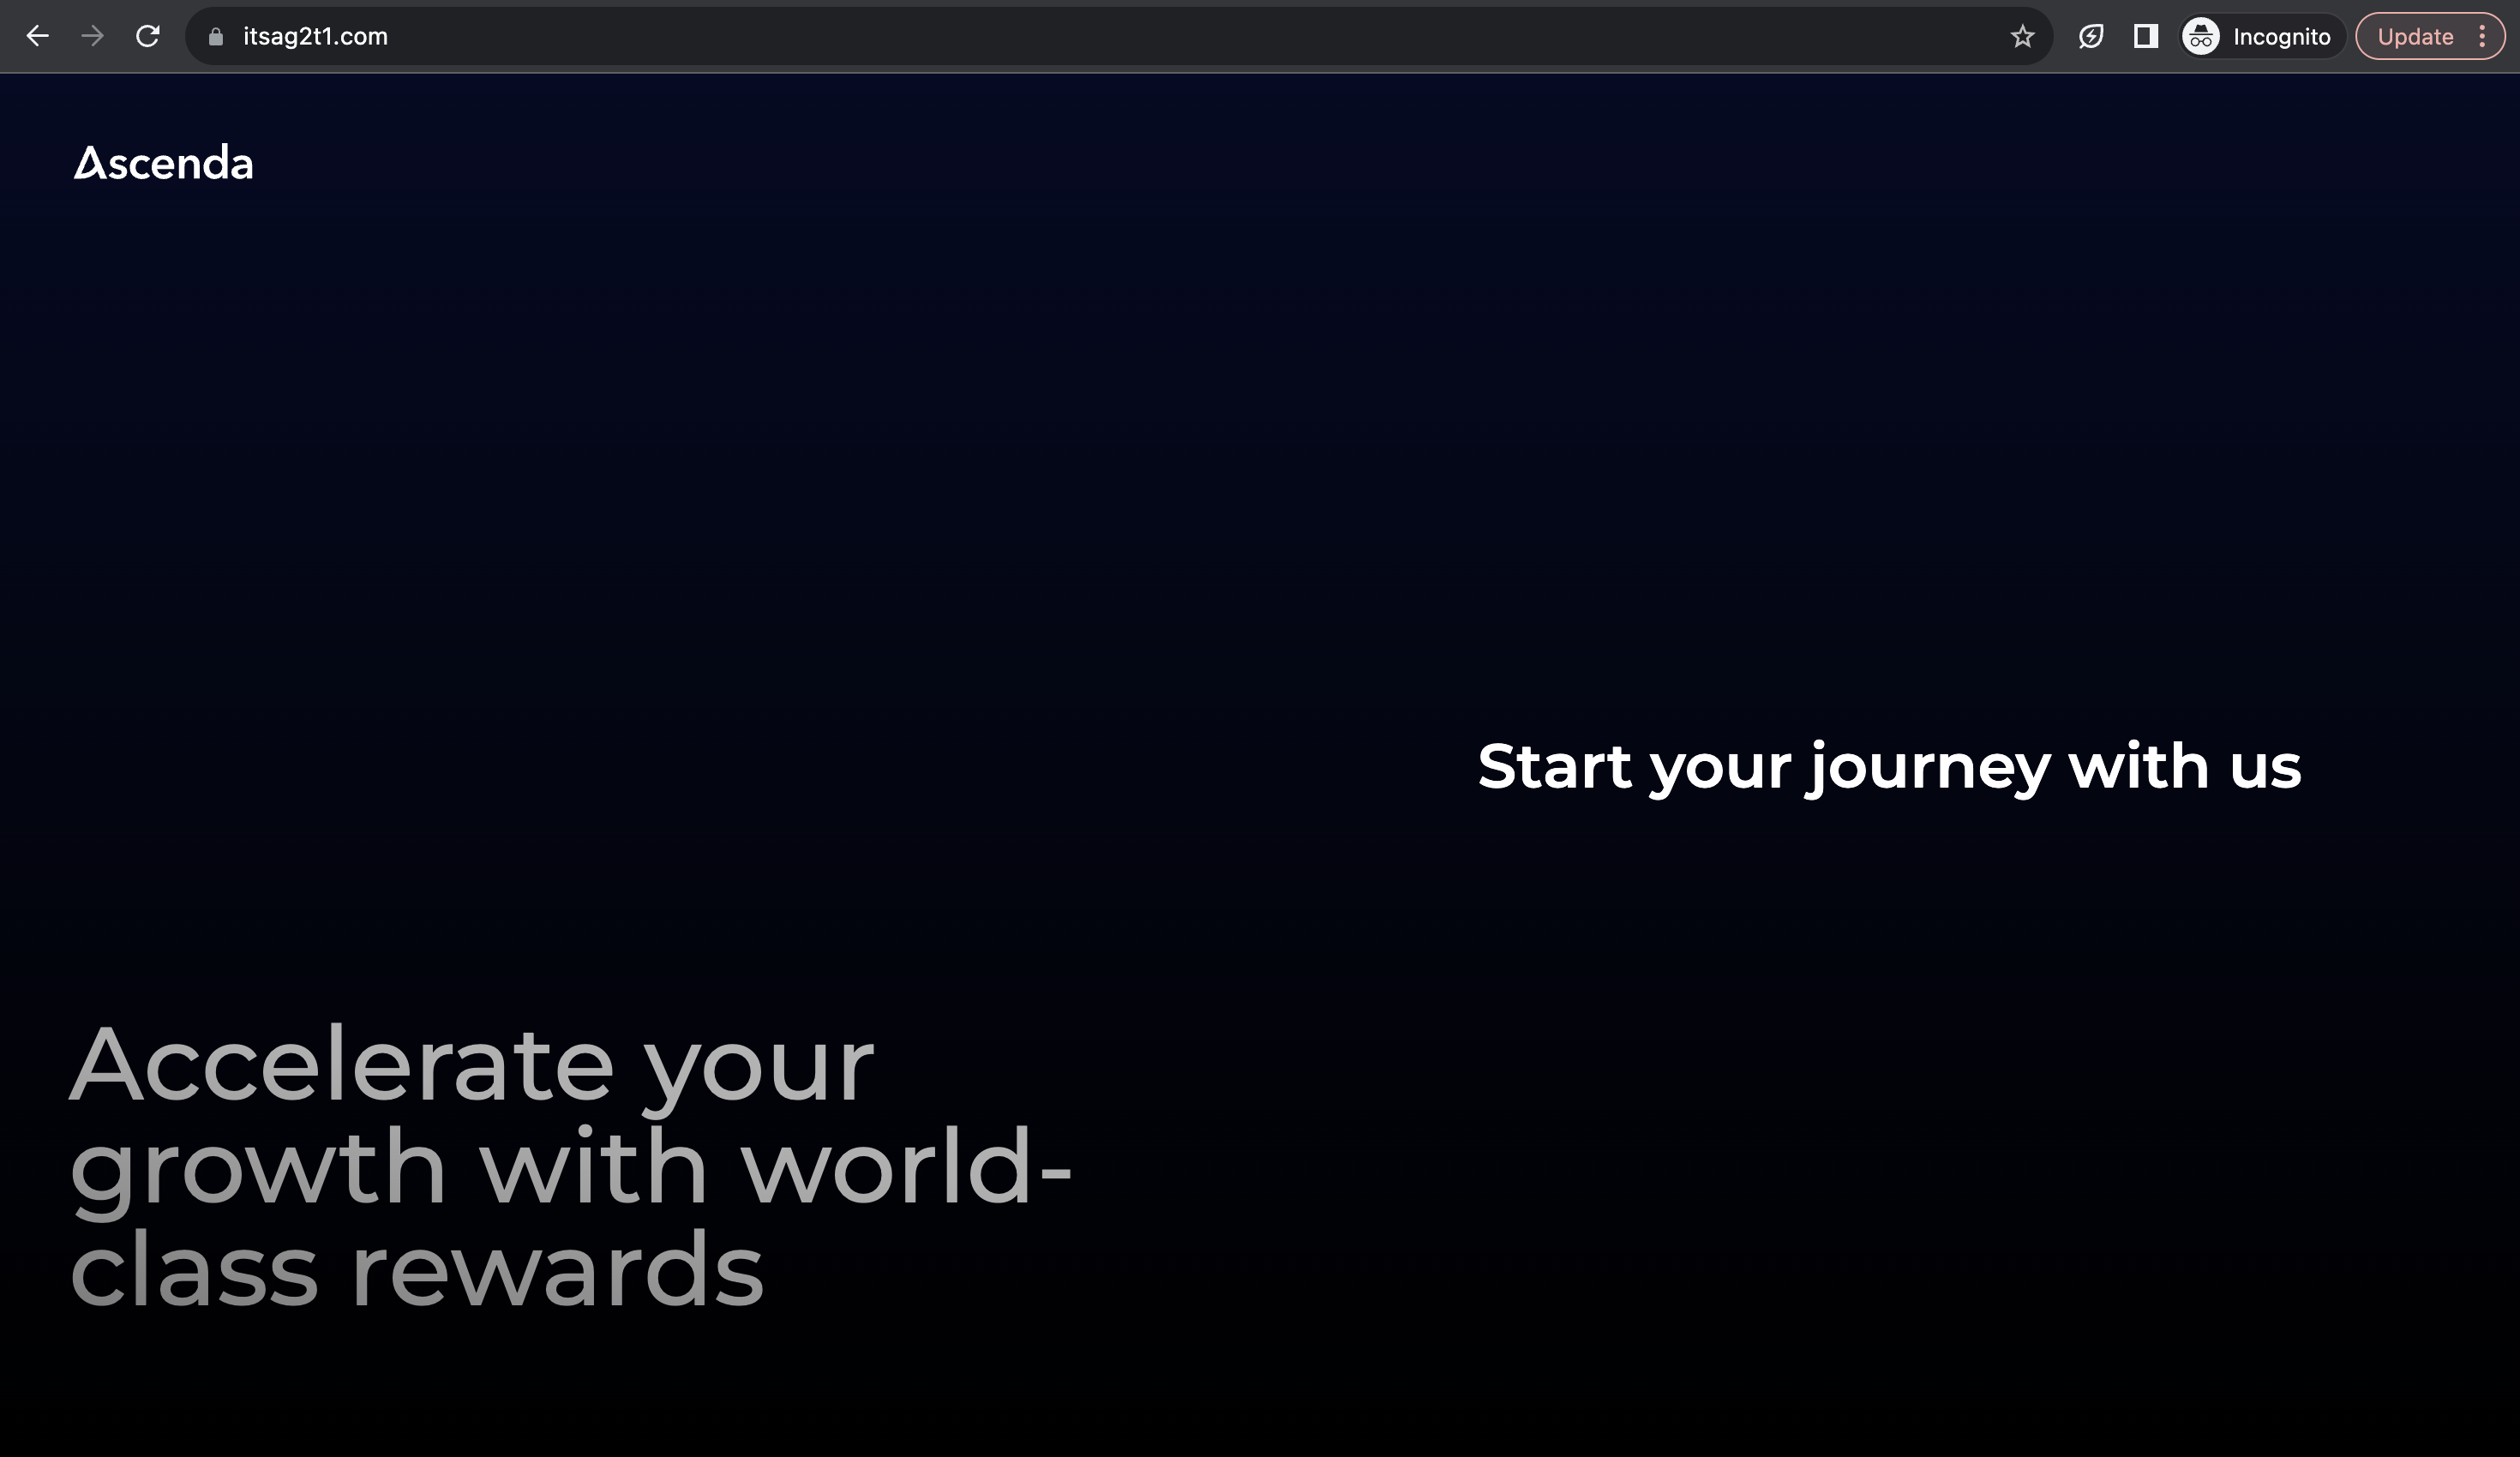 itsag2t1.com
Incognito
Update
Ascenda
Start your journey with us
Accelerate your
growth with world-
class rewards